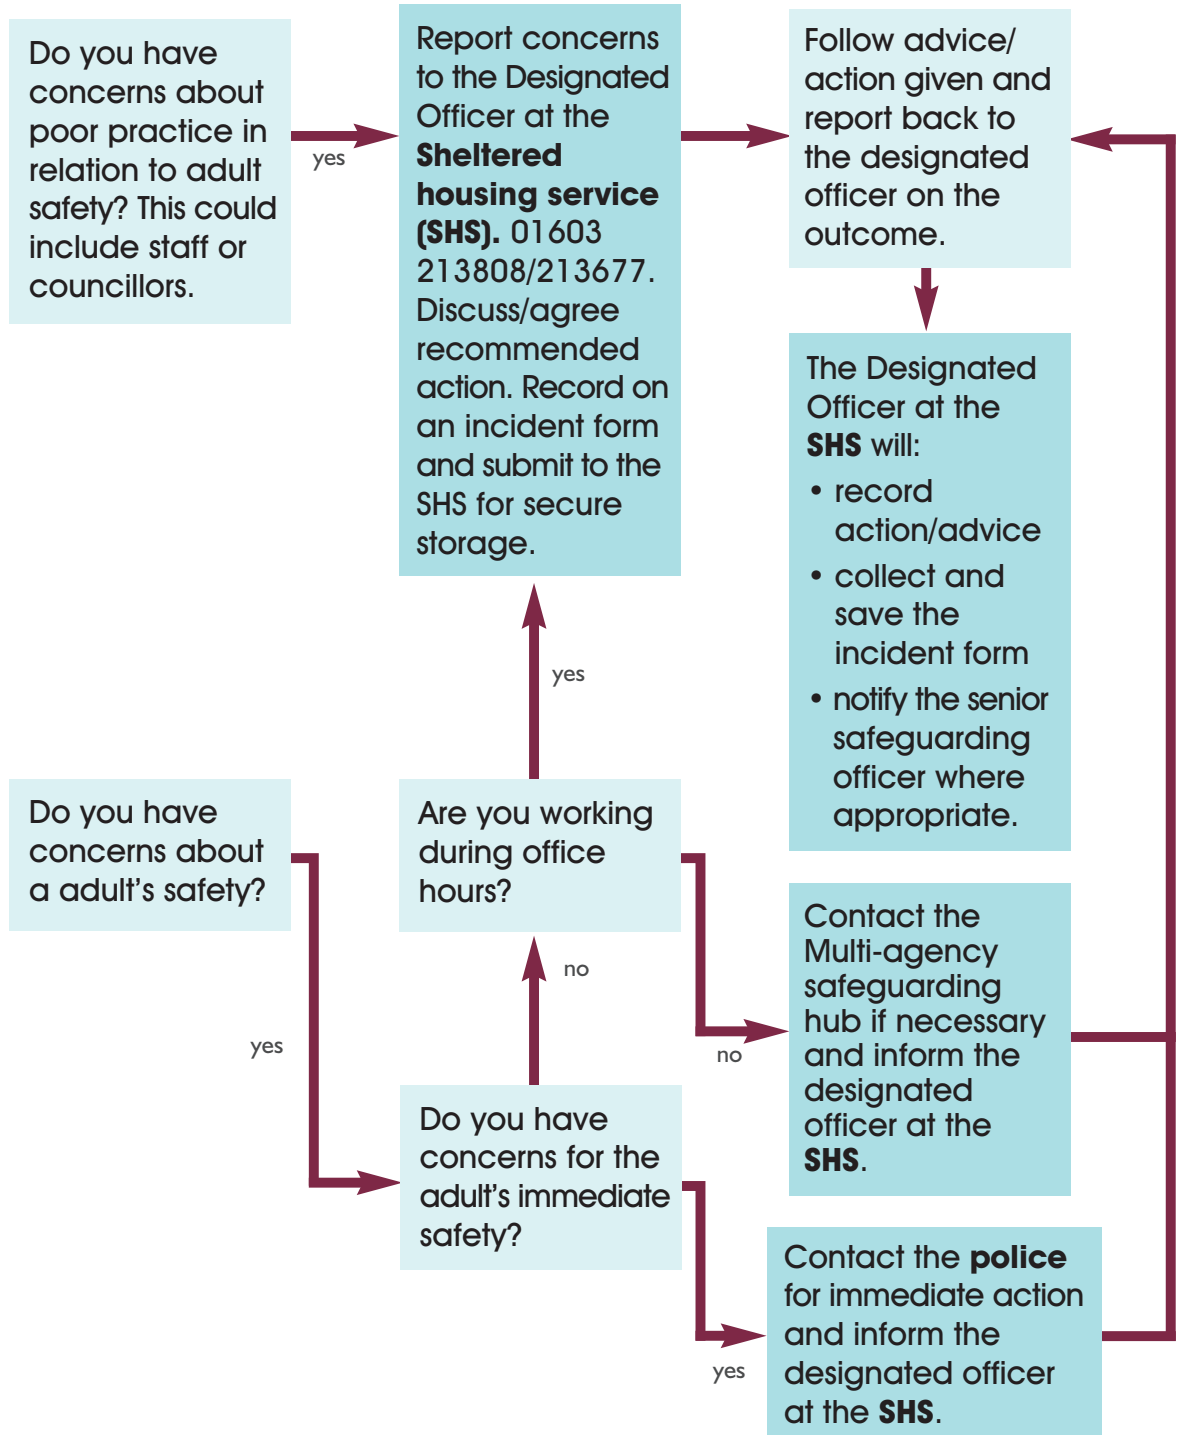 Do you have
concerns about
poor practice in
relation to adult
safety? This could
include staff or
councillors.
yes
Report concerns
to the Designated
Officer at the
Sheltered
housing service
(SHS). 01603
213808/213677.
Discuss/agree
recommended
action. Record on
an incident form
and submit to the
SHS for secure
storage.
Follow advice/
action given and
report back to
the designated
officer on the
outcome.
The Designated
Officer at the
SHS will:
• record
action/advice
• collect and
save the
incident form
• notify the senior
safeguarding
officer where
appropriate.
yes
Do you have
concerns about
a adult's safety?
Are you working
during office
hours?
no
yes
no
Contact the
Multi-agency
safeguarding
hub if necessary
and inform the
designated
officer at the
SHS.
Do you have
concerns for the
adult's immediate
safety?
yes
Contact the police
for immediate action
and inform the
designated officer
at the SHS.